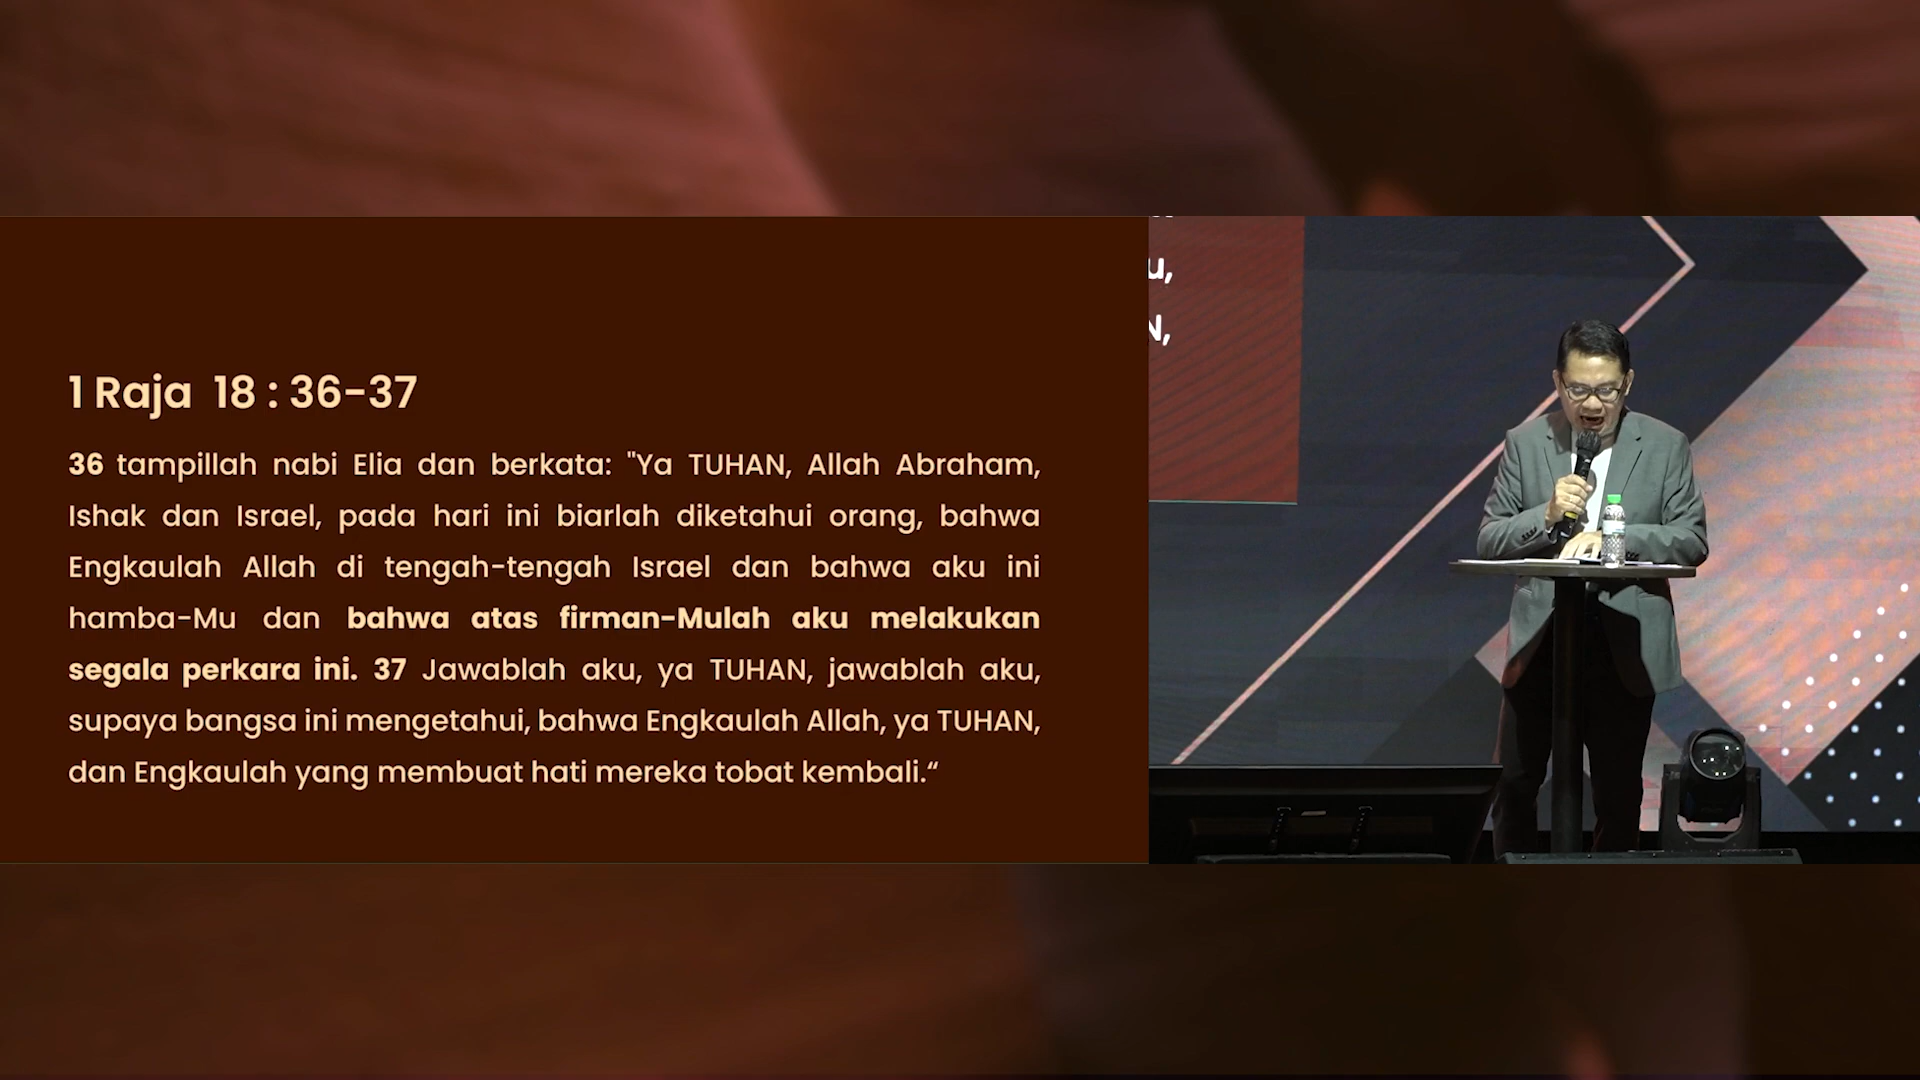 1 Raja 18 : 36-37
36 tampillah nabi Elia dan berkata: "Ya TUHAN, Allah Abraham,
Ishak dan Israel, pada hari ini biarlah diketahui orang, bahwa
Engkaulah Allah di tengah-tengah Israel dan bahwa aku ini
hamba-Mu dan bahwa atas firman-Mulah aku melakukan
segala perkara ini. 37 Jawablah aku, ya TUHAN, jawablah aku,
supaya bangsa ini mengetahui, bahwa Engkaulah Allah, ya TUHAN,
dan Engkaulah yang membuat hati mereka tobat kembali.“
u,
N,